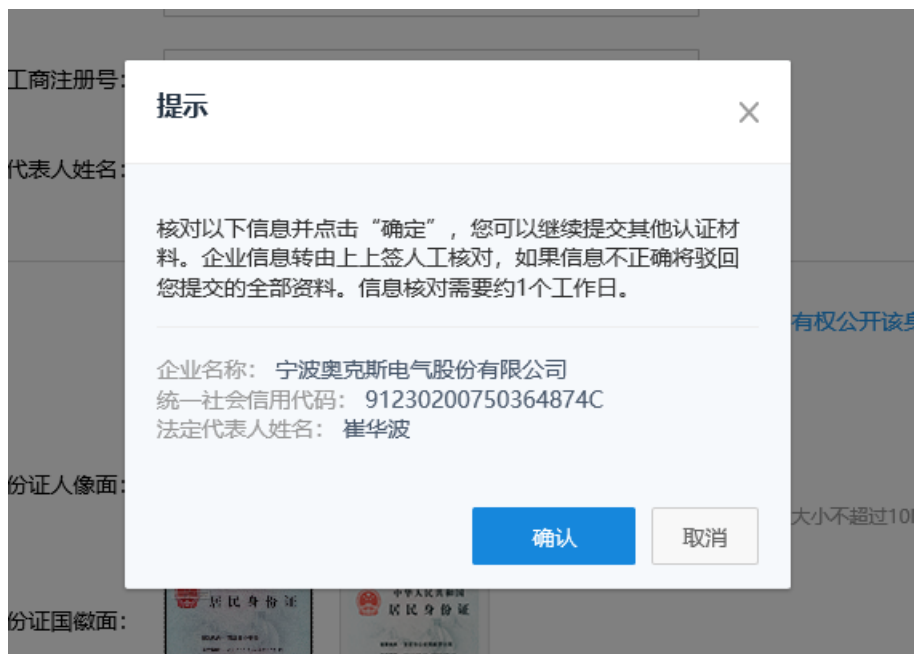 工商注册号:
提示
代表人姓名:
核对以下信息并点击“确定”，您可以继续提交其他认证材
料。企业信息转由上上签人工核对，如果信息不正确将驳回
您提交的全部资料。信息核对需要约1个工作日。
有权公开该身
企业名称： 宁波奥克斯电气股份有限公司
统一社会信用代码： 91230200750364874C
法定代表人姓名： 崔华波
份证人像面:
大小不超过10
确认
取消
居民身份证
中华人民共和国
居民身份证
份证国徽面: